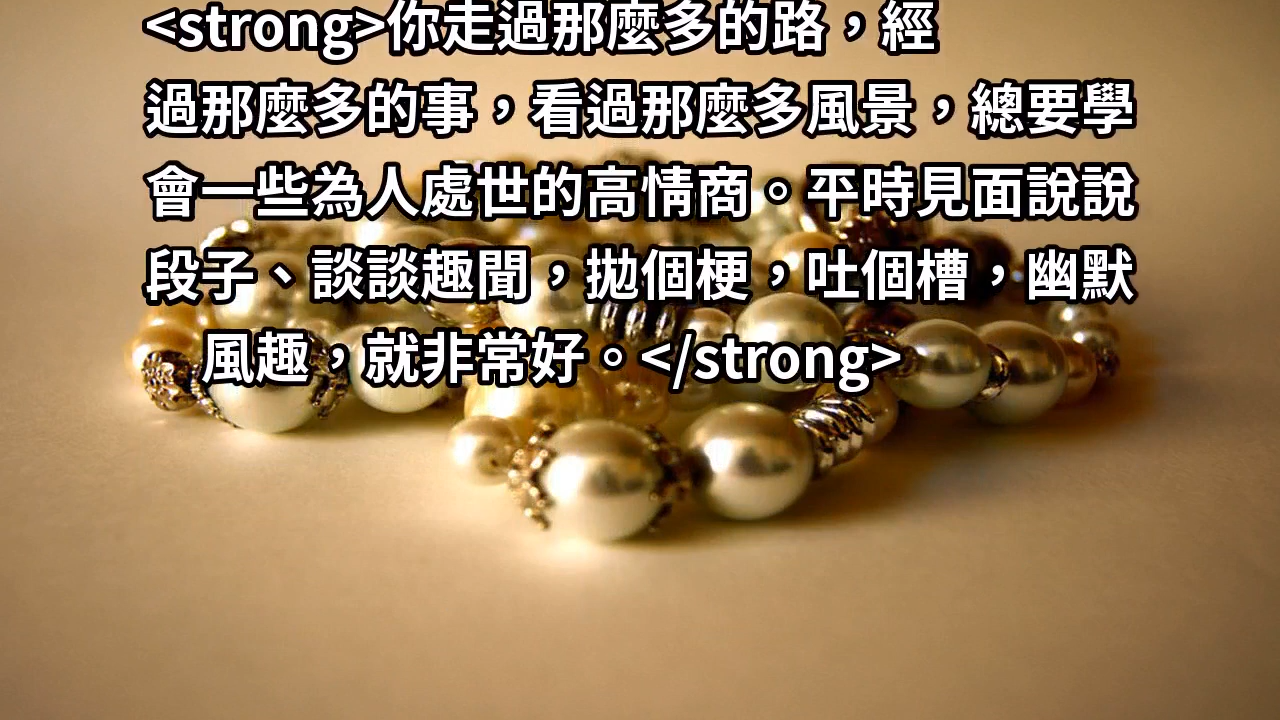 <strong>你走過那麼多的路，經
過那麼多的事，看過那麼多風景，總要學
會一些為人處世的高情商。平時見面說說
段子、談談趣聞，拋個梗，吐個槽，幽默
風趣，就非常好。</strong>